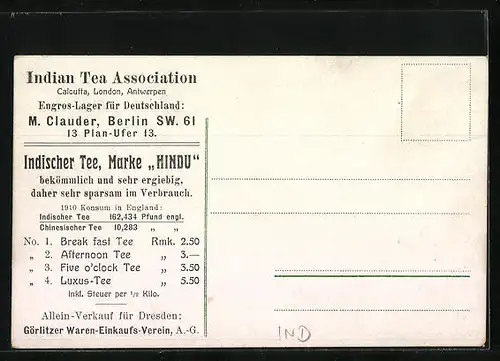 Indian Tea Association
Calcutta, London, Antwerpen
Engros-Lager für Deutschland:
M. Clauder, Berlin SW. 61
13 Plan-Ufer 13.
Indischer Tee, Marke „HINDU“
bekömmlich und sehr ergiebig,
daher sehr sparsam im Verbrauch.
1910 Konsum in England:
Indischer Tee 162,434 Pfund engl.
Chinesischer Tee 10,283 „ „
No. 1. Break fast Tee Rmk. 2.50
„ 2. Afternoon Tee „ 3.—
„ 3. Five o'clock Tee „ 3.50
„ 4. Luxus-Tee „ 5.50
inkl. Steuer per ½ Kilo.
Allein-Verkauf für Dresden:
Görlitzer Waren-Einkaufs-Verein, A.-G.
IND